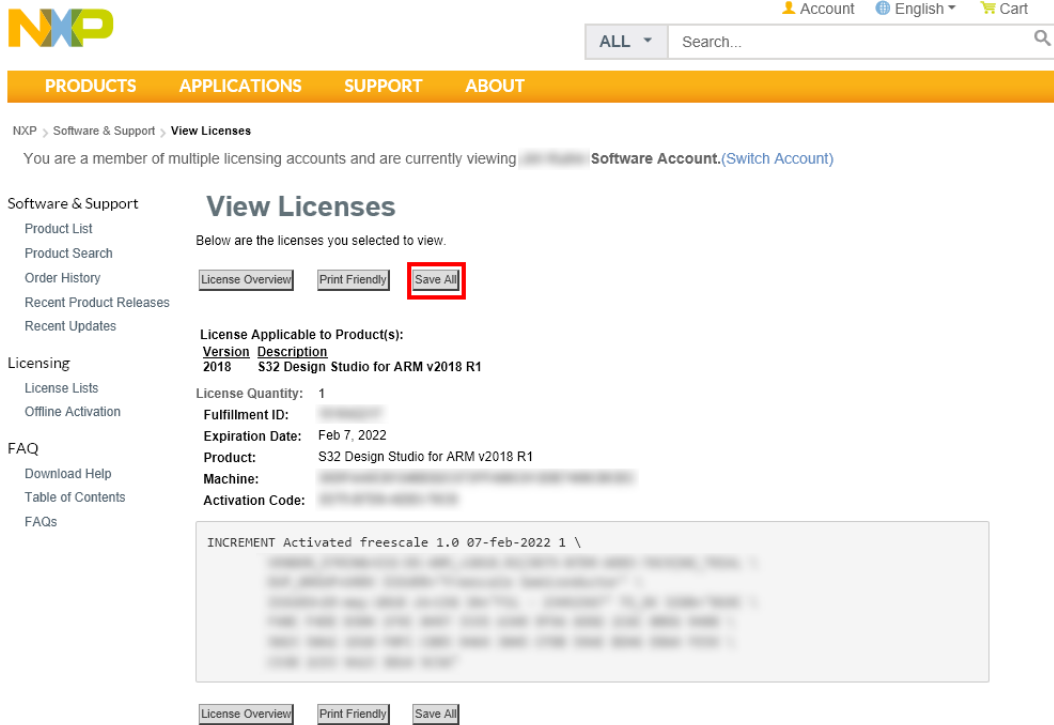 NXP
Account English Cart
ALL Search...
PRODUCTS APPLICATIONS SUPPORT ABOUT
NXP > Software & Support > View Licenses
You are a member of multiple licensing accounts and are currently viewing Software Account.(Switch Account)
Software & Support
Product List
Product Search
Order History
Recent Product Releases
Recent Updates
Licensing
License Lists
Offline Activation
FAQ
Download Help
Table of Contents
FAQs
View Licenses
Below are the licenses you selected to view.
License Overview Print Friendly Save All
License Applicable to Product(s):
Version Description
2018 S32 Design Studio for ARM v2018 R1
License Quantity: 1
Fulfillment ID:
Expiration Date: Feb 7, 2022
Product: S32 Design Studio for ARM v2018 R1
Machine:
Activation Code:
INCREMENT Activated freescale 1.0 07-feb-2022 1 \
License Overview Print Friendly Save All